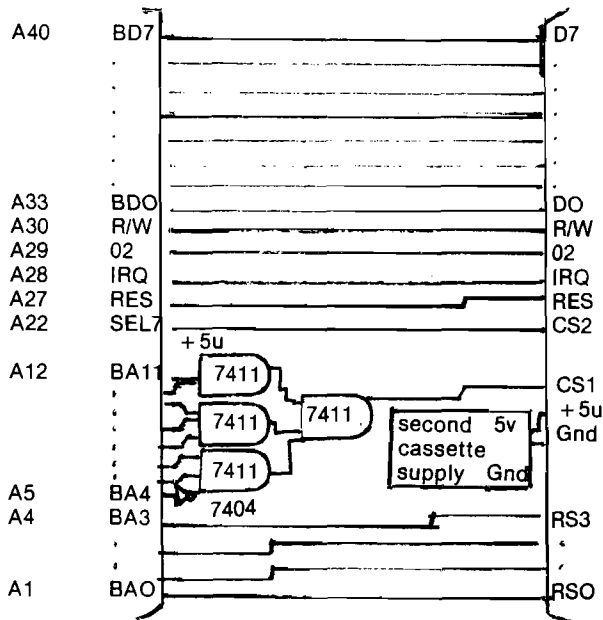 A40 BD7 D7
A33 BDO DO
A30 R/W R/W
A29 02 02
A28 IRQ IRQ
A27 RES RES
A22 SEL7 CS2
+5u
A12 BA11 7411 CS1
7411 7411 second 5v +5u
cassette Gnd
7411 supply Gnd
A5 BA4
7404
A4 BA3 RS3
A1 BAO RSO